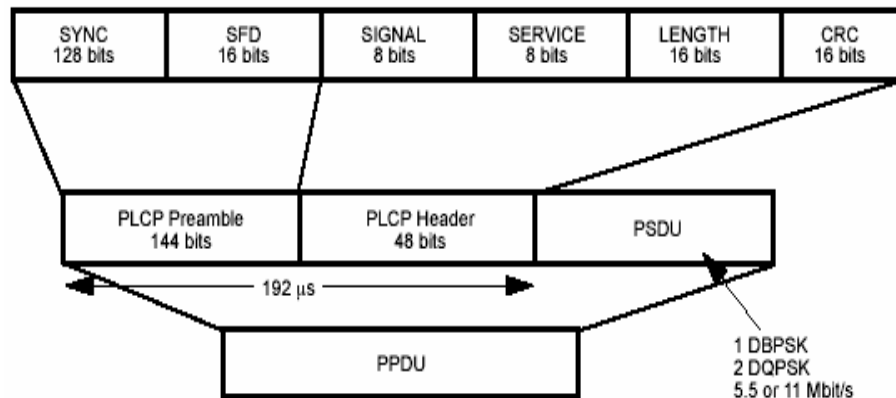 SYNC
128 bits
SFD
16 bits
SIGNAL
8 bits
SERVICE
8 bits
LENGTH
16 bits
CRC
16 bits
PLCP Preamble
144 bits
PLCP Header
48 bits
PSDU
192 μs
PPDU
1 DBPSK
2 DQPSK
5.5 or 11 Mbit/s